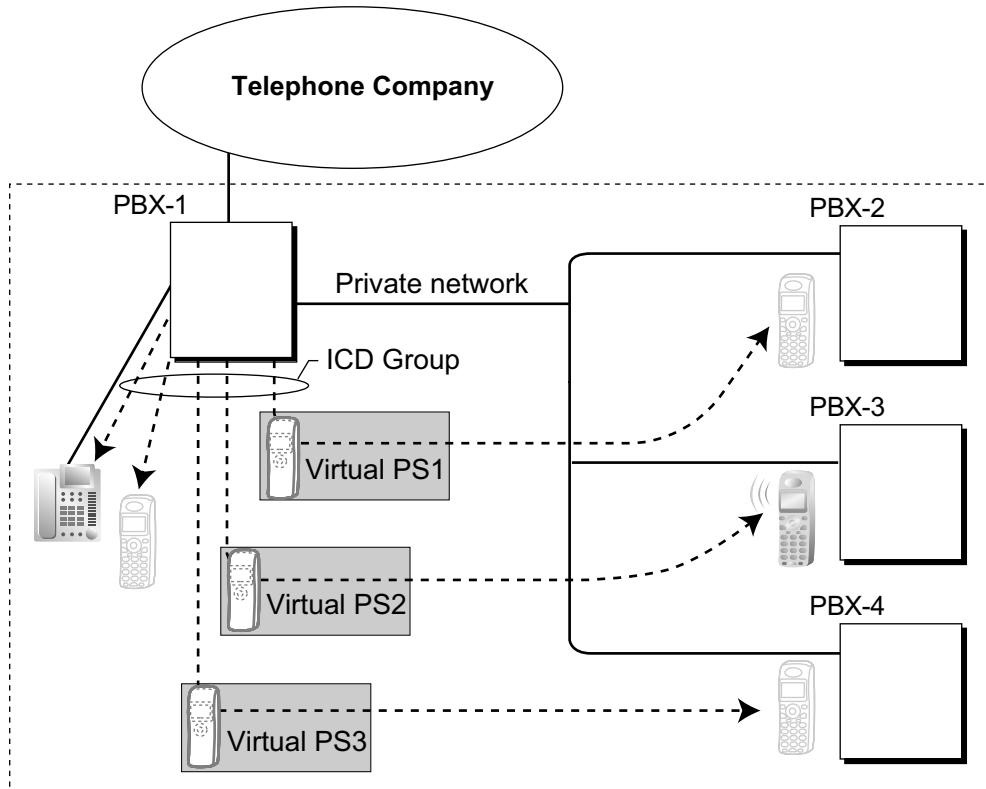 Telephone Company
PBX-1
PBX-2
Private network
ICD Group
PBX-3
Virtual PS1
Virtual PS2
PBX-4
Virtual PS3